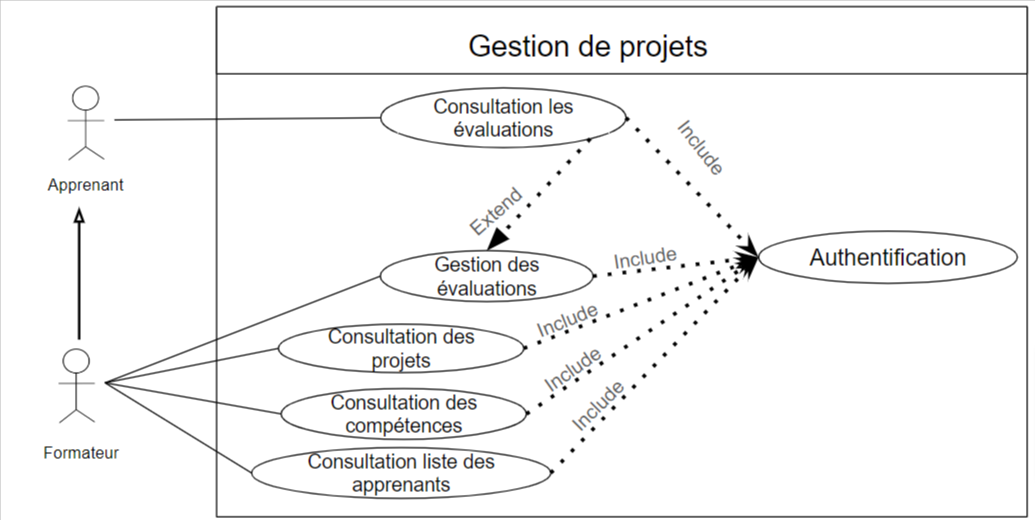 Gestion de projets
Consultation les
évaluations
Include
Apprenant
Extend
Gestion des
évaluations
Include
Authentification
Consultation des
projets
Include
Consultation des
compétences
Include
Formateur
Consultation liste des
apprenants
Include